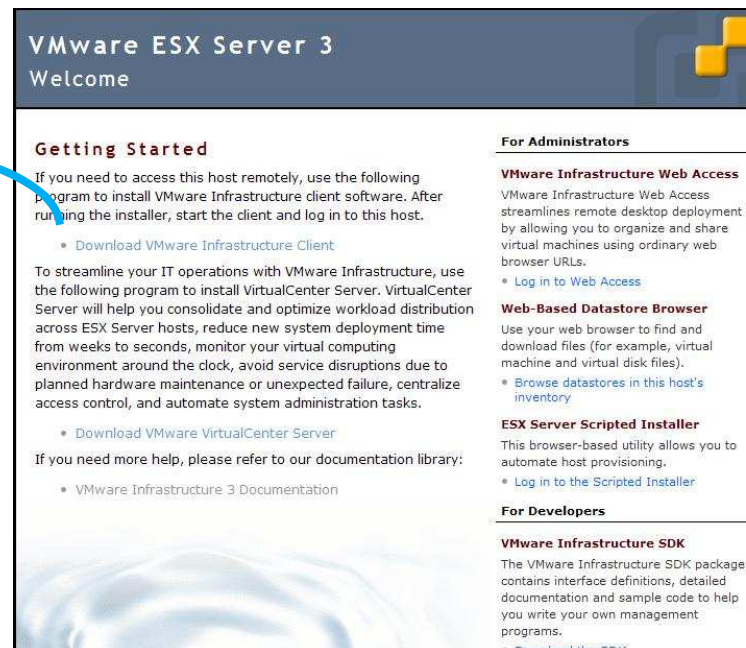 VMware ESX Server 3
Welcome
Getting Started
If you need to access this host remotely, use the following
program to install VMware Infrastructure client software. After
running the installer, start the client and log in to this host.
• Download VMware Infrastructure Client
To streamline your IT operations with VMware Infrastructure, use
the following program to install VirtualCenter Server. VirtualCenter
Server will help you consolidate and optimize workload distribution
across ESX Server hosts, reduce new system deployment time
from weeks to seconds, monitor your virtual computing
environment around the clock, avoid service disruptions due to
planned hardware maintenance or unexpected failure, centralize
access control, and automate system administration tasks.
• Download VMware VirtualCenter Server
If you need more help, please refer to our documentation library:
• VMware Infrastructure 3 Documentation
For Administrators
VMware Infrastructure Web Access
VMware Infrastructure Web Access
streamlines remote desktop deployment
by allowing you to organize and share
virtual machines using ordinary web
browser URLs.
• Log in to Web Access
Web-Based Datastore Browser
Use your web browser to find and
download files (for example, virtual
machine and virtual disk files).
• Browse datastores in this host's
inventory
ESX Server Scripted Installer
This browser-based utility allows you to
automate host provisioning.
• Log in to the Scripted Installer
For Developers
VMware Infrastructure SDK
The VMware Infrastructure SDK package
contains interface definitions, detailed
documentation and sample code to help
you write your own management
programs.